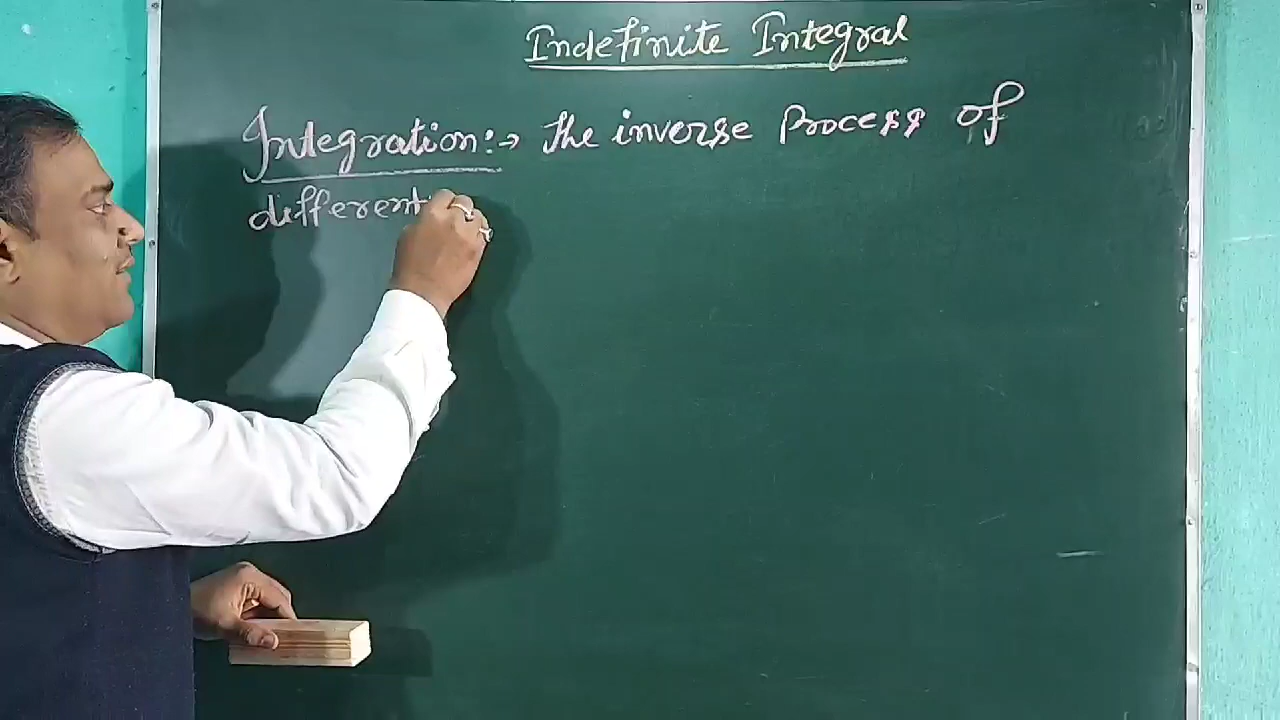 Indefinite Integral
Integration:→ The inverse Process of
different